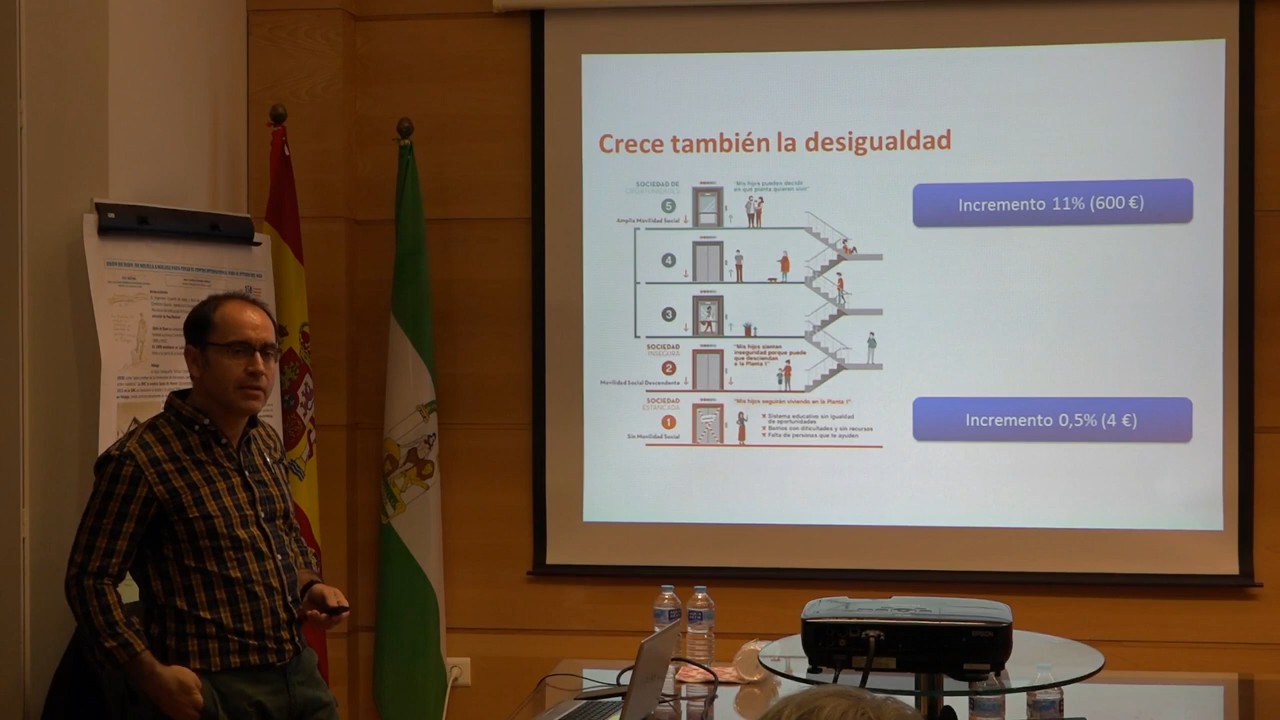 Crece también la desigualdad
SOCIEDAD DE
OPORTUNIDADES
5
Amplia Movilidad Social
"Mis hijos pueden decidir
en qué planta quieren vivir"
4
3
SOCIEDAD
INSEGURA
2
Movilidad Social Descendente
"Mis hijos sienten
inseguridad porque puede
que desciendan
a la Planta 1"
SOCIEDAD
ESTANCADA
1
Sin Movilidad Social
"Mis hijos seguirán viviendo en la Planta 1"
Sistema educativo sin igualdad
de oportunidades
Barrios con dificultades y sin recursos
Falta de personas que te ayuden
Incremento 11% (600 €)
Incremento 0,5% (4 €)
EPSON